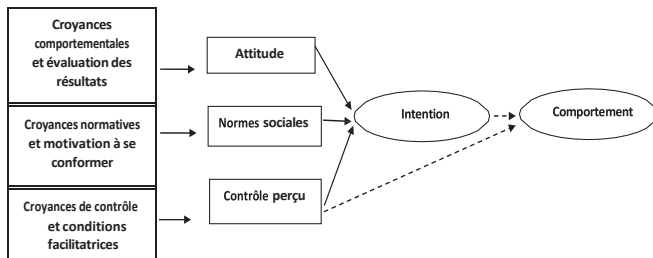 Croyances
comportementales
et évaluation des
résultats
Attitude
Croyances normatives
et motivation à se
conformer
Normes sociales
Intention
Comportement
Croyances de contrôle
et conditions
facilitatrices
Contrôle perçu